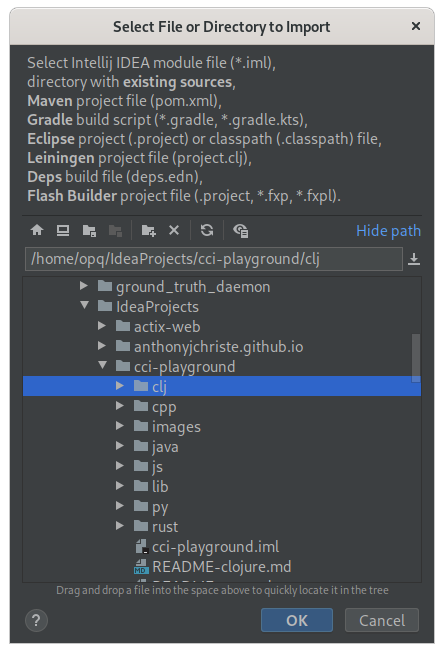 Select File or Directory to Import
Select Intellij IDEA module file (*.iml),
directory with existing sources,
Maven project file (pom.xml),
Gradle build script (*.gradle, *.gradle.kts),
Eclipse project (.project) or classpath (.classpath) file,
Leiningen project file (project.clj),
Deps build file (deps.edn),
Flash Builder project file (.project, *.fxp, *.fxpl).
Hide path
/home/opq/IdeaProjects/cci-playground/clj
ground_truth_daemon
IdeaProjects
actix-web
anthonyjchriste.github.io
cci-playground
clj
cpp
images
java
js
lib
py
rust
cci-playground.iml
MD README-clojure.md
Drag and drop a file into the space above to quickly locate it in the tree
? OK Cancel